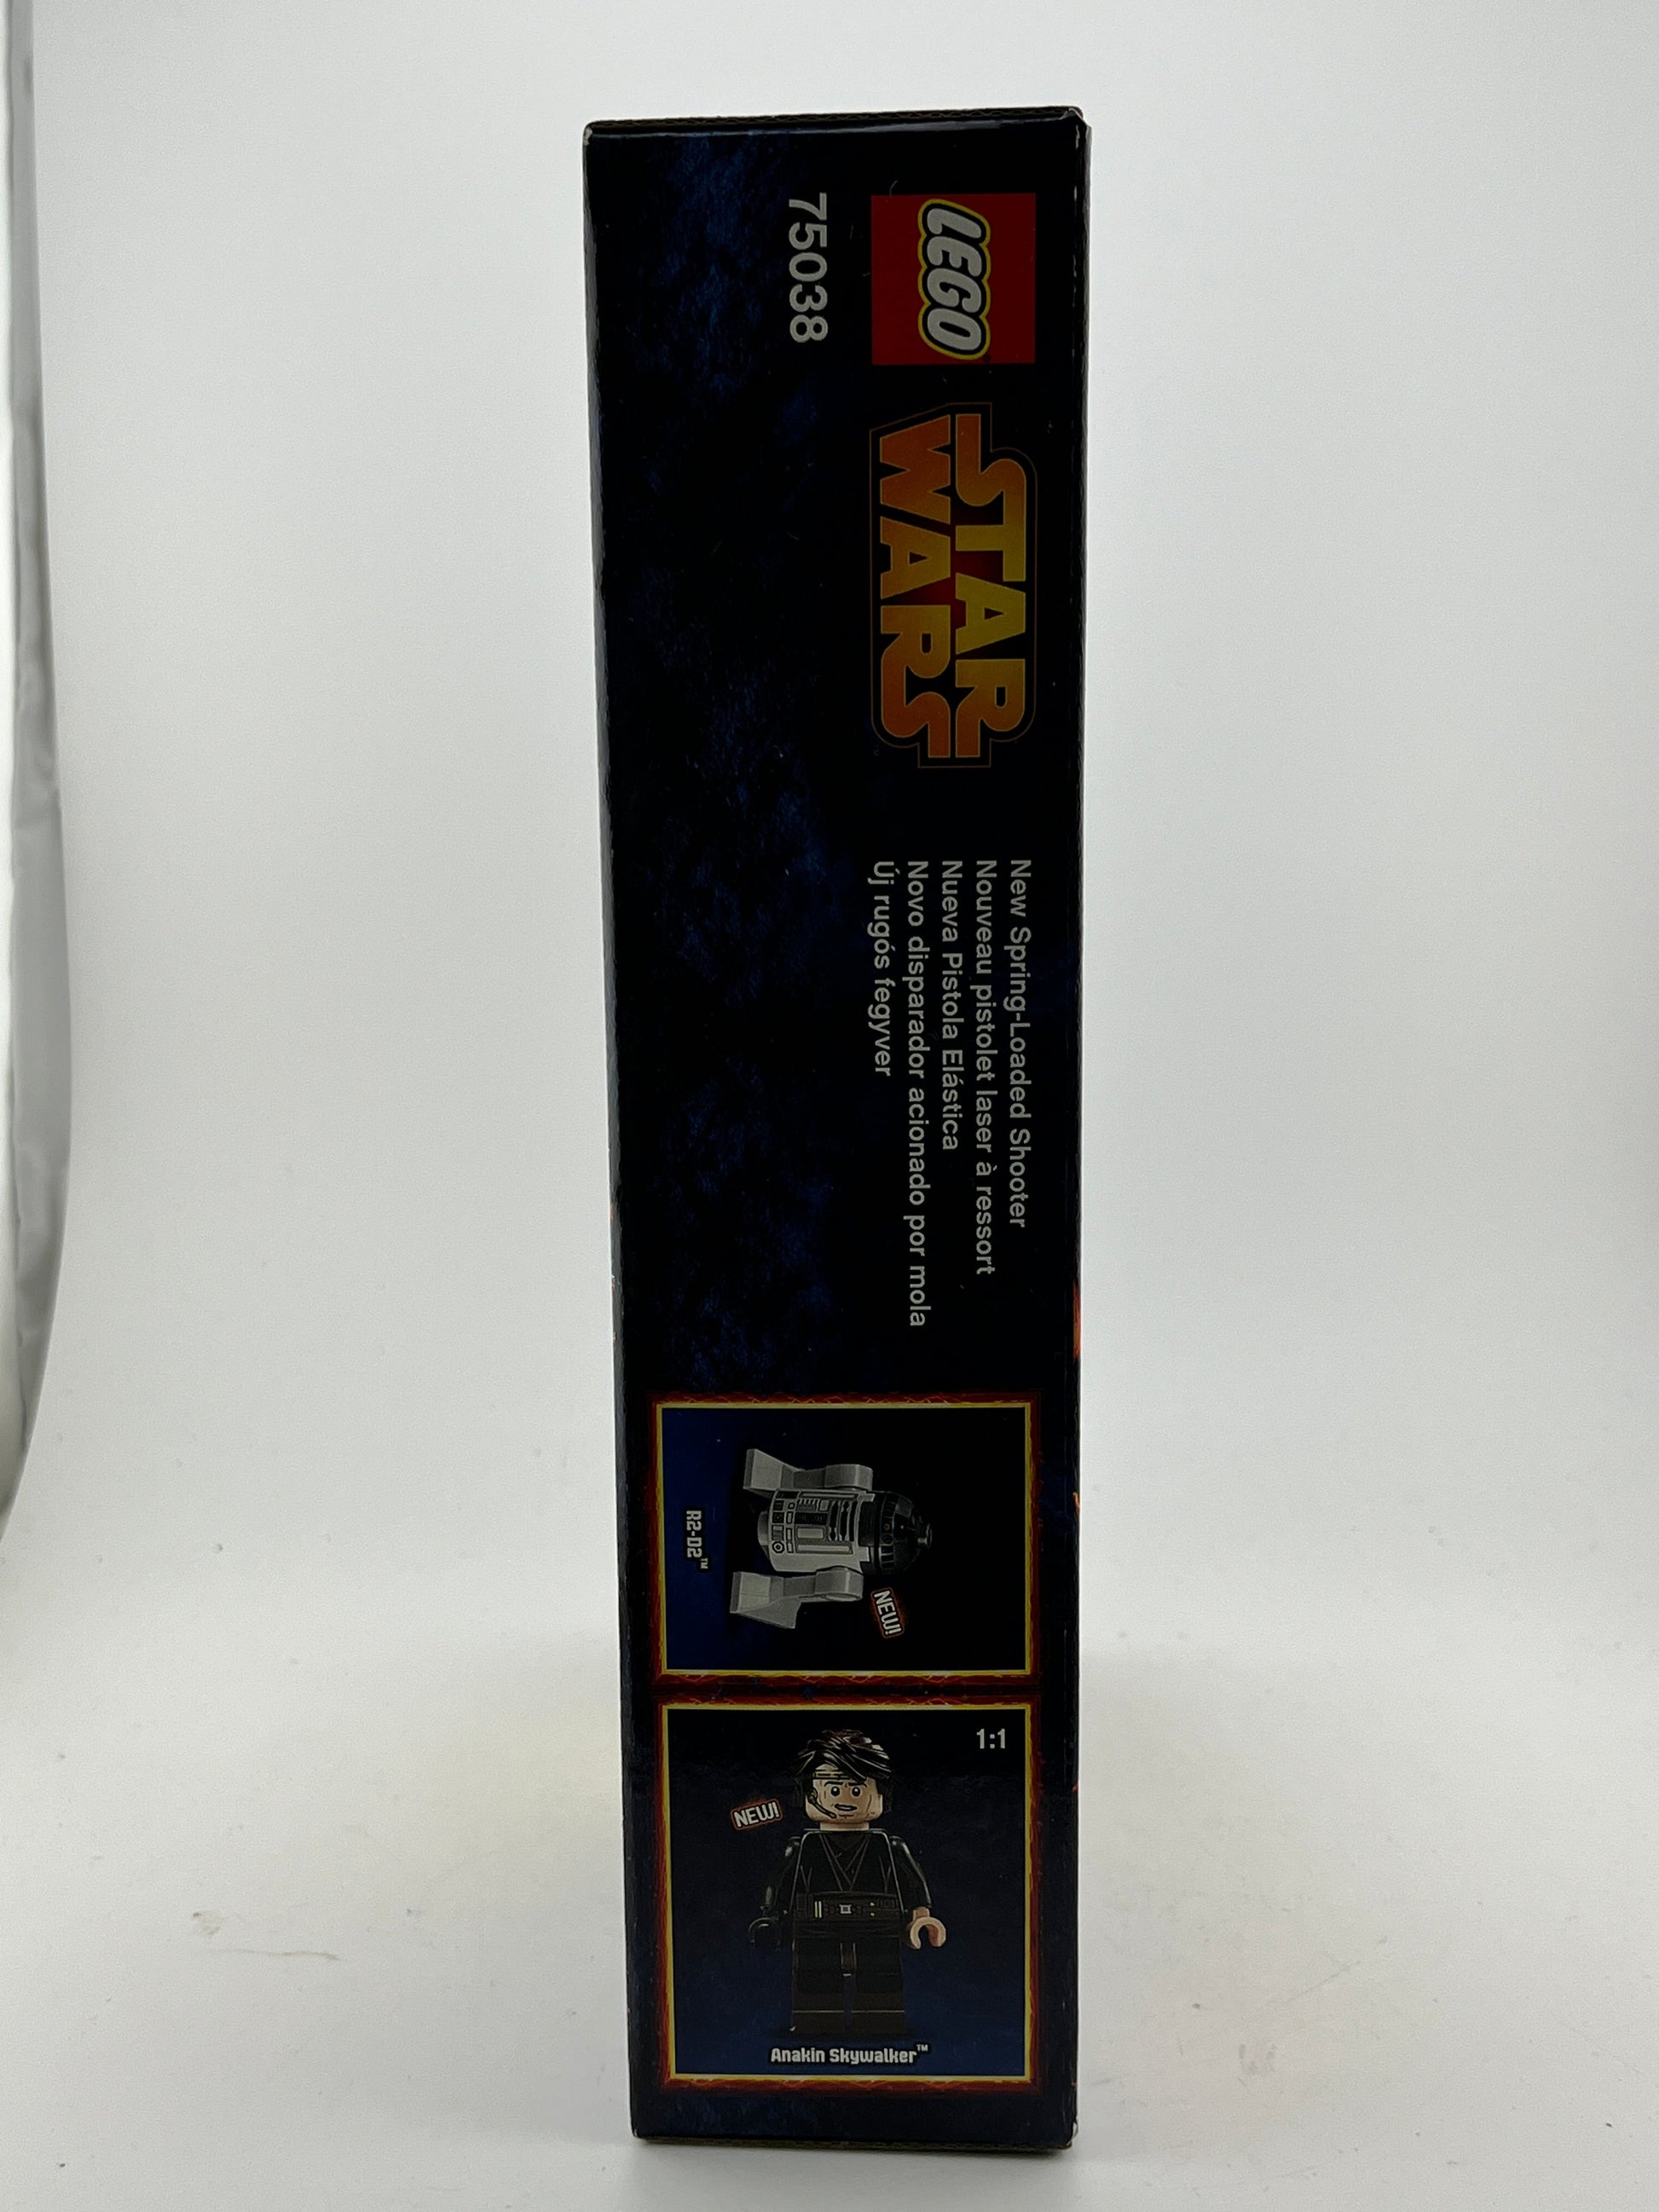 LEGO
75038
STAR
WARS
New Spring-Loaded Shooter
Nouveau pistolet laser à ressort
Nueva Pistola Elástica
Novo disparador acionado por mola
Új rugós fegyver
NEW!
R2-D2™
1:1
NEW!
Anakin Skywalker™